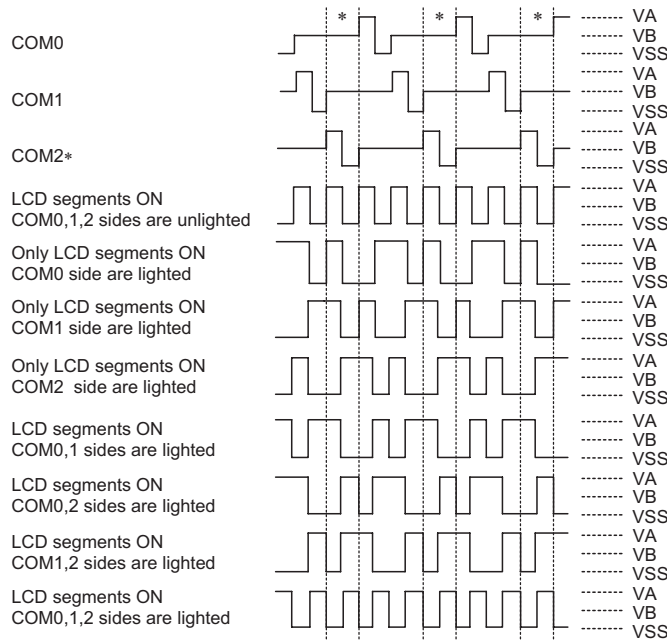 * * *
VA
COM0
VB
VSS
VA
COM1
VB
VSS
VA
COM2*
VB
VSS
LCD segments ON
COM0,1,2 sides are unlighted
VA
VB
VSS
Only LCD segments ON
COM0 side are lighted
VA
VB
VSS
Only LCD segments ON
COM1 side are lighted
VA
VB
VSS
Only LCD segments ON
COM2 side are lighted
VA
VB
VSS
LCD segments ON
COM0,1 sides are lighted
VA
VB
VSS
LCD segments ON
COM0,2 sides are lighted
VA
VB
VSS
LCD segments ON
COM1,2 sides are lighted
VA
VB
VSS
LCD segments ON
COM0,1,2 sides are lighted
VA
VB
VSS